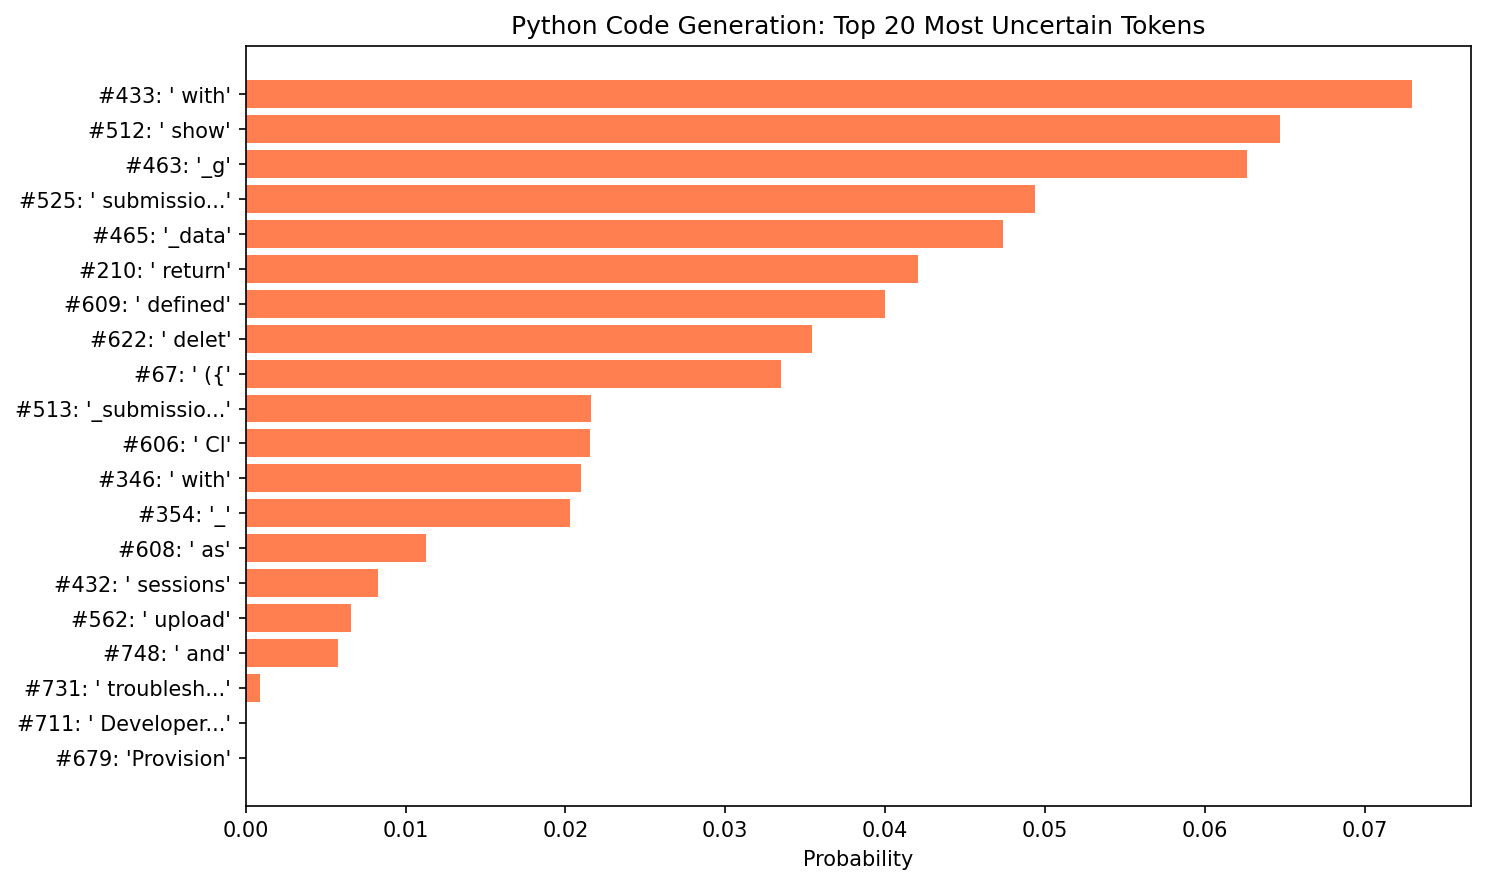 Python Code Generation: Top 20 Most Uncertain Tokens
#433: ' with'
#512: ' show'
#463: '_g'
#525: ' submissio...'
#465: '_data'
#210: ' return'
#609: ' defined'
#622: ' delet'
#67: ' ({'
#513: '_submissio...'
#606: ' Cl'
#346: ' with'
#354: '_'
#608: ' as'
#432: ' sessions'
#562: ' upload'
#748: ' and'
#731: ' troublesh...'
#711: ' Developer...'
#679: 'Provision'
0.00 0.01 0.02 0.03 0.04 0.05 0.06 0.07
Probability